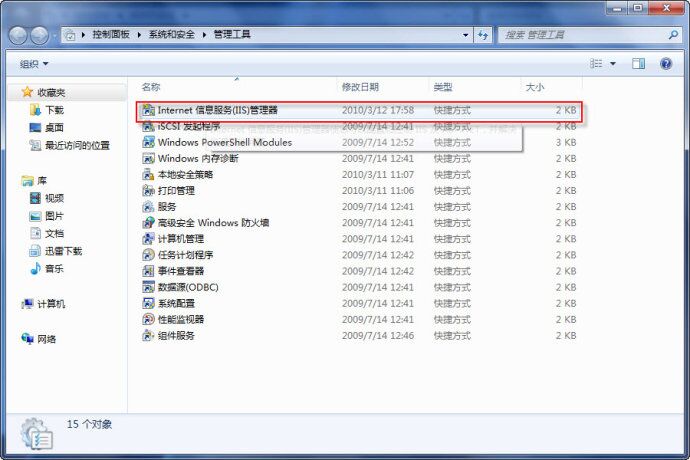 控制面板 ▸ 系统和安全 ▸ 管理工具
搜索 管理工具
组织
名称 修改日期 类型 大小
收藏夹
下载
桌面
最近访问的位置
库
视频
图片
文档
迅雷下载
音乐
计算机
网络
Internet 信息服务(IIS)管理器 2010/3/12 17:58 快捷方式 2 KB
iSCSI 发起程序 2009/7/14 12:41 快捷方式 2 KB
Windows PowerShell Modules 2009/7/14 12:52 快捷方式 3 KB
Windows 内存诊断 2009/7/14 12:41 快捷方式 2 KB
本地安全策略 2010/3/11 11:07 快捷方式 2 KB
打印管理 2010/3/11 11:06 快捷方式 2 KB
服务 2009/7/14 12:41 快捷方式 2 KB
高级安全 Windows 防火墙 2009/7/14 12:41 快捷方式 2 KB
计算机管理 2009/7/14 12:41 快捷方式 2 KB
任务计划程序 2009/7/14 12:42 快捷方式 2 KB
事件查看器 2009/7/14 12:42 快捷方式 2 KB
数据源(ODBC) 2009/7/14 12:41 快捷方式 2 KB
系统配置 2009/7/14 12:41 快捷方式 2 KB
性能监视器 2009/7/14 12:41 快捷方式 2 KB
组件服务 2009/7/14 12:46 快捷方式 2 KB
15 个对象